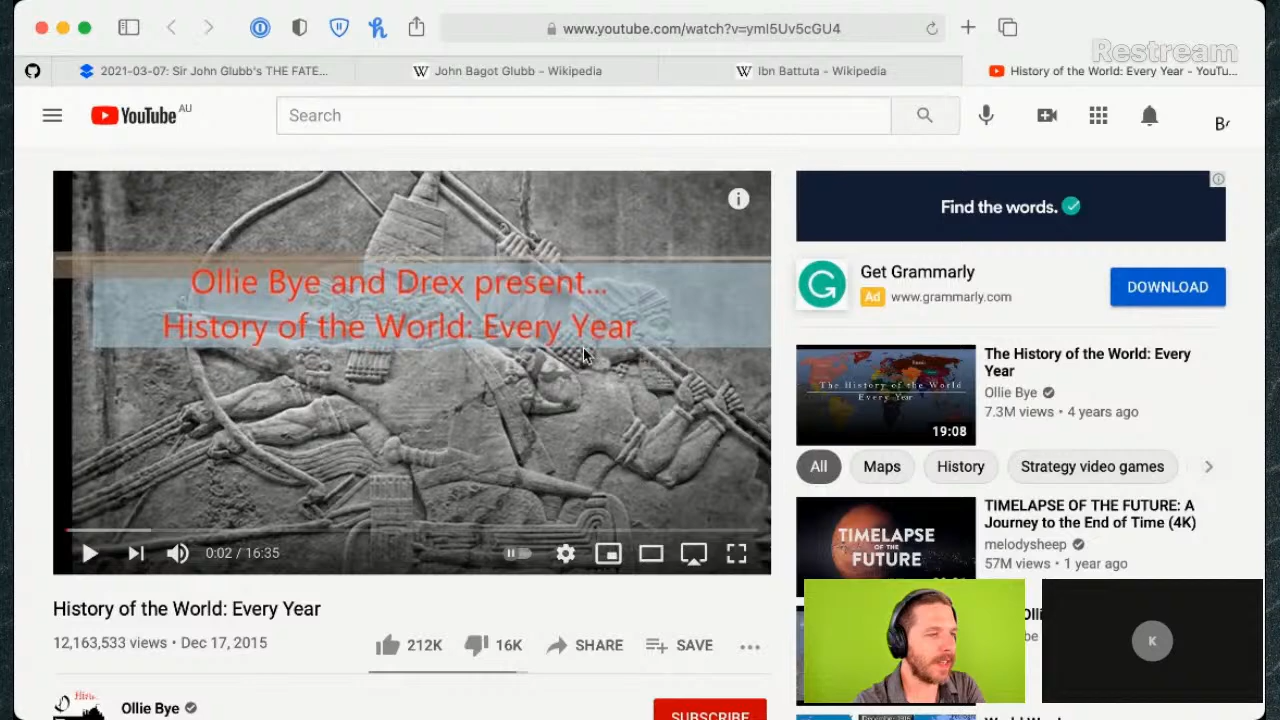 www.youtube.com/watch?v=yml5Uv5cGU4
Restream
2021-03-07: Sir John Glubb's THE FATE...
John Bagot Glubb – Wikipedia
Ibn Battuta – Wikipedia
History of the World: Every Year - YouTu...
YouTube AU
Search
Ollie Bye and Drex present...
History of the World: Every Year
0:02 / 16:35
History of the World: Every Year
12,163,533 views • Dec 17, 2015
212K
16K
SHARE
SAVE
Ollie Bye
SUBSCRIBE
Find the words.
Get Grammarly
Ad www.grammarly.com
DOWNLOAD
The History of the World
Every Year
19:08
The History of the World: Every
Year
Ollie Bye
7.3M views • 4 years ago
All
Maps
History
Strategy video games
TIMELAPSE
OF THE
FUTURE
TIMELAPSE OF THE FUTURE: A
Journey to the End of Time (4K)
melodysheep
57M views • 1 year ago
K